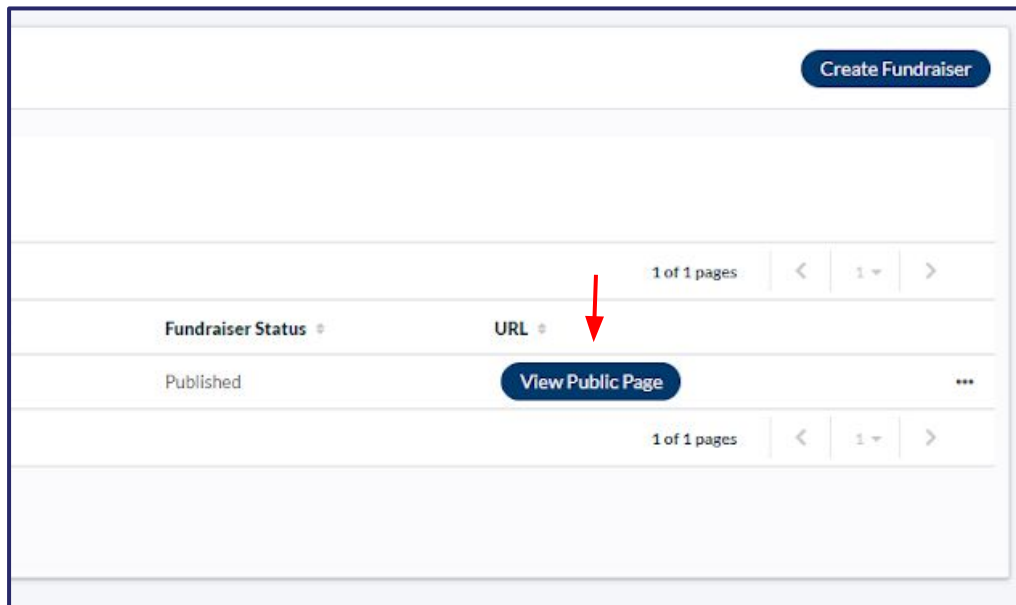 Create Fundraiser
1 of 1 pages
1
Fundraiser Status URL
Published View Public Page ...
1 of 1 pages
1